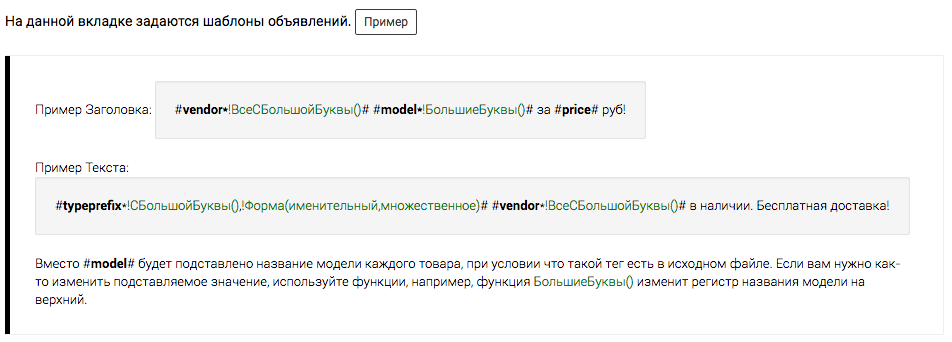 На данной вкладке задаются шаблоны объявлений. Пример
Пример Заголовка: #vendor*!ВсеСБольшойБуквы()# #model*!БольшиеБуквы()# за #price# руб!
Пример Текста:
#typeprefix*!СБольшойБуквы(),!Форма(именительный,множественное)# #vendor*!ВсеСБольшойБуквы()# в наличии. Бесплатная доставка!
Вместо #model# будет подставлено название модели каждого товара, при условии что такой тег есть в исходном файле. Если вам нужно как-
то изменить подставляемое значение, используйте функции, например, функция БольшиеБуквы() изменит регистр названия модели на
верхний.